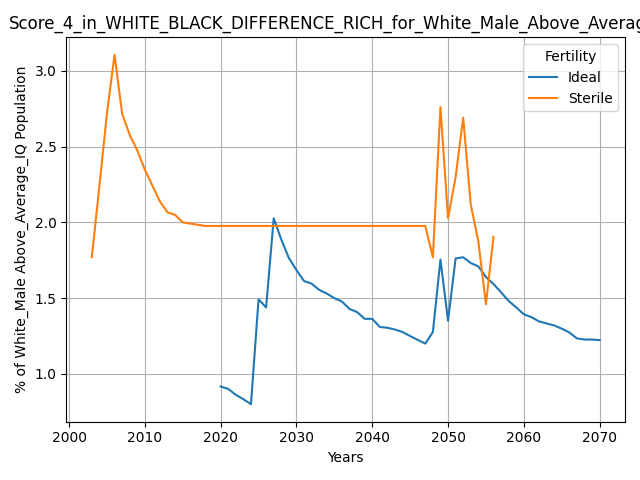 Score_4_in_WHITE_BLACK_DIFFERENCE_RICH_for_White_Male_Above_Averag
Fertility
Ideal
Sterile
% of White_Male Above_Average_IQ Population
3.0
2.5
2.0
1.5
1.0
2000 2010 2020 2030 2040 2050 2060 2070
Years